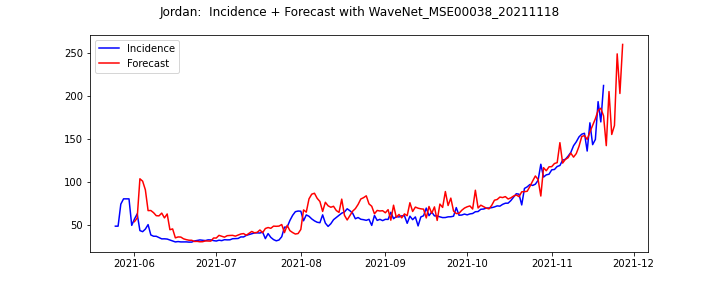 Jordan:  Incidence + Forecast with WaveNet_MSE00038_20211118
Incidence
Forecast
250
200
150
100
50
2021-06 2021-07 2021-08 2021-09 2021-10 2021-11 2021-12